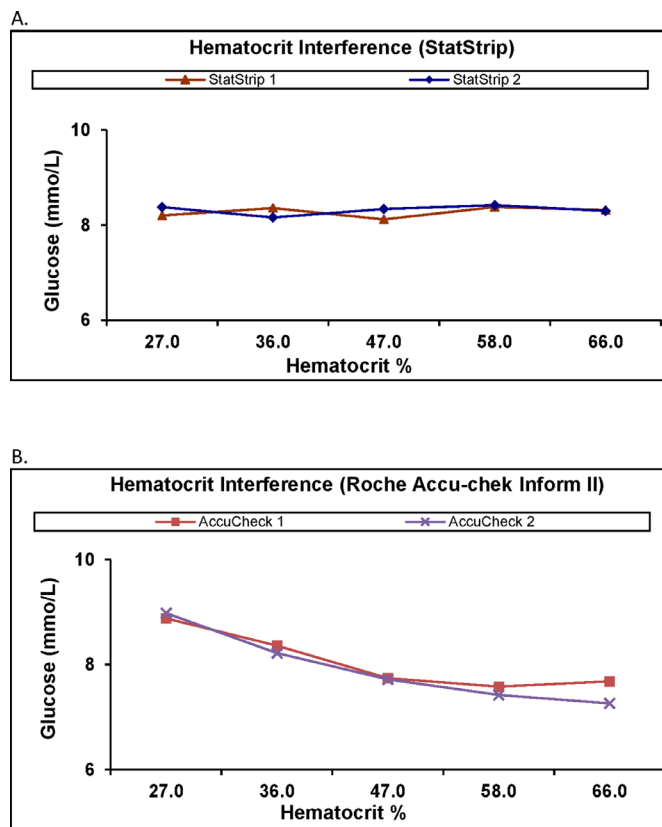 A.
Hematocrit Interference (StatStrip)
StatStrip 1 StatStrip 2
10
8
6
Glucose (mmo/L)
27.0 36.0 47.0 58.0 66.0
Hematocrit %
B.
Hematocrit Interference (Roche Accu-chek Inform II)
AccuCheck 1 AccuCheck 2
10
8
6
Glucose (mmo/L)
27.0 36.0 47.0 58.0 66.0
Hematocrit %